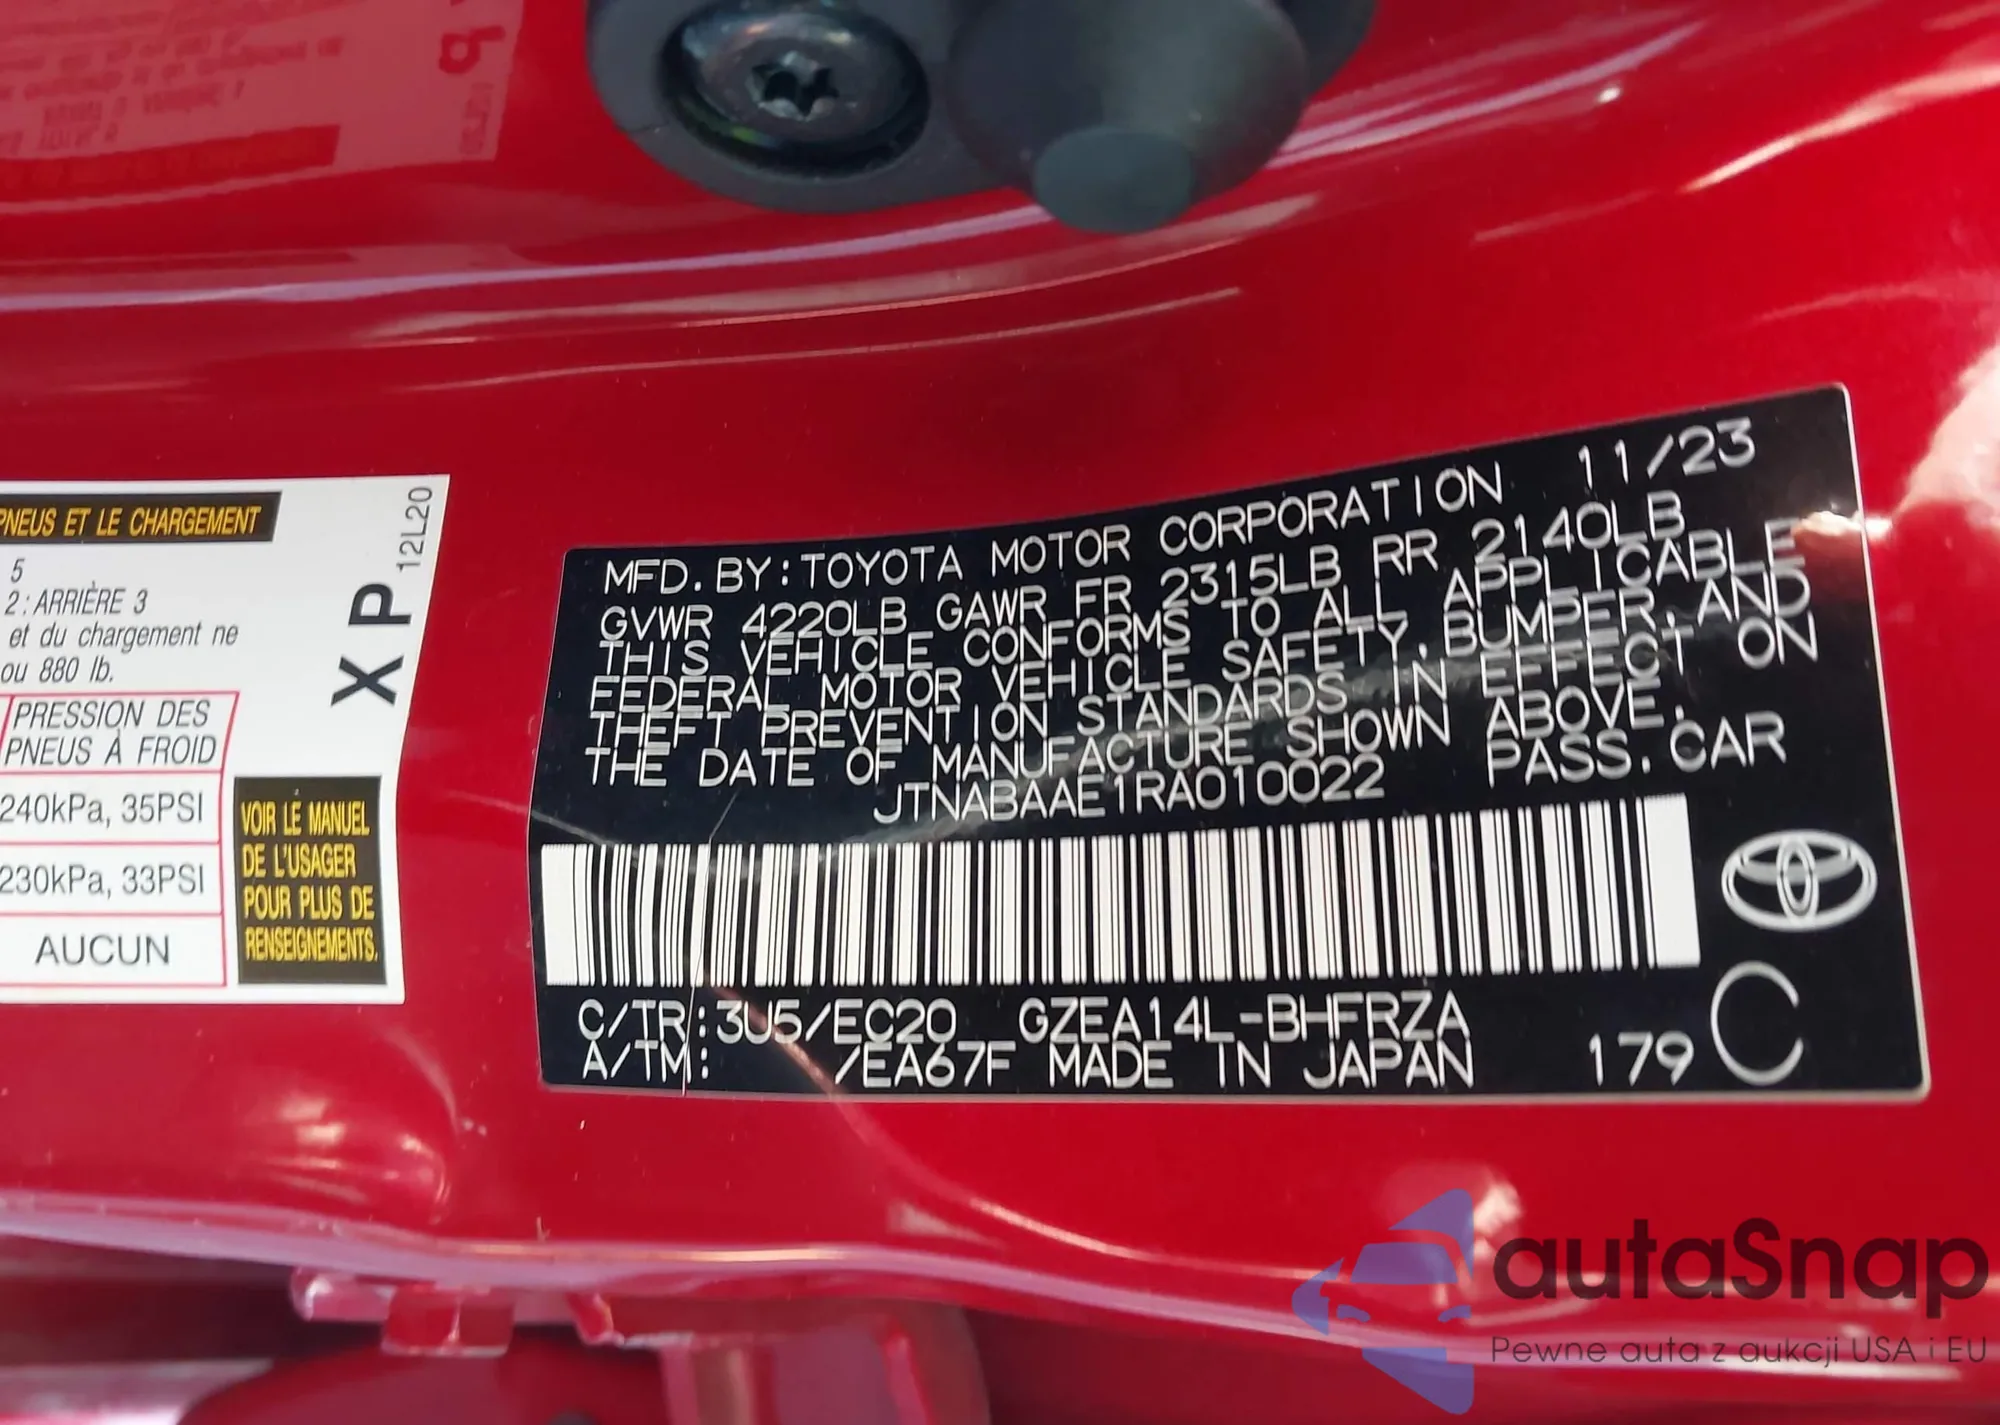 PNEUS ET LE CHARGEMENT
5
2: ARRIÈRE 3
et du chargement ne
ou 880 lb.
PRESSION DES
PNEUS À FROID
240kPa, 35PSI
230kPa, 33PSI
AUCUN
VOIR LE MANUEL
DE L'USAGER
POUR PLUS DE
RENSEIGNEMENTS.
X P
12L20
MFD. BY: TOYOTA MOTOR CORPORATION 11/23
GVWR 4220LB GAWR FR 2315LB RR 2140LB
THIS VEHICLE CONFORMS TO ALL APPLICABLE
FEDERAL MOTOR VEHICLE SAFETY, BUMPER, AND
THEFT PREVENTION STANDARDS IN EFFECT ON
THE DATE OF MANUFACTURE SHOWN ABOVE.
JTNABAAE1RA010022 PASS. CAR
C/TR: 3U5/EC20 GZEA14L-BHFRZA
A/TM: /EA67F MADE IN JAPAN 179 C
autaSnap
Pewne auta z aukcji USA i EU